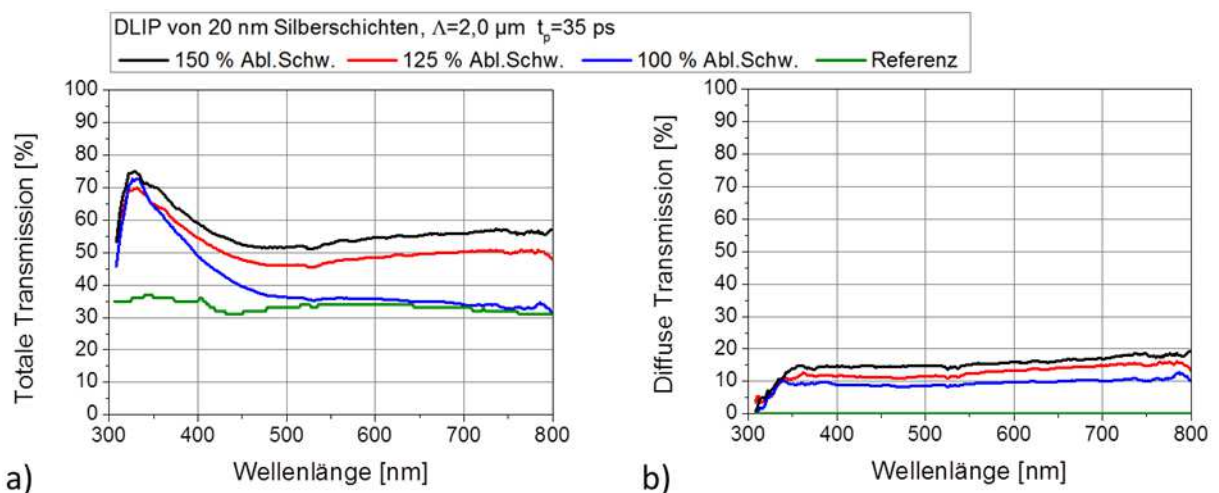 DLIP von 20 nm Silberschichten, Λ=2,0 µm  tp=35 ps
150 % Abl.Schw. 125 % Abl.Schw. 100 % Abl.Schw. Referenz
Totale Transmission [%]
100
90
80
70
60
50
40
30
20
10
0
300 400 500 600 700 800
Wellenlänge [nm]
a)
Diffuse Transmission [%]
100
90
80
70
60
50
40
30
20
10
0
300 400 500 600 700 800
Wellenlänge [nm]
b)